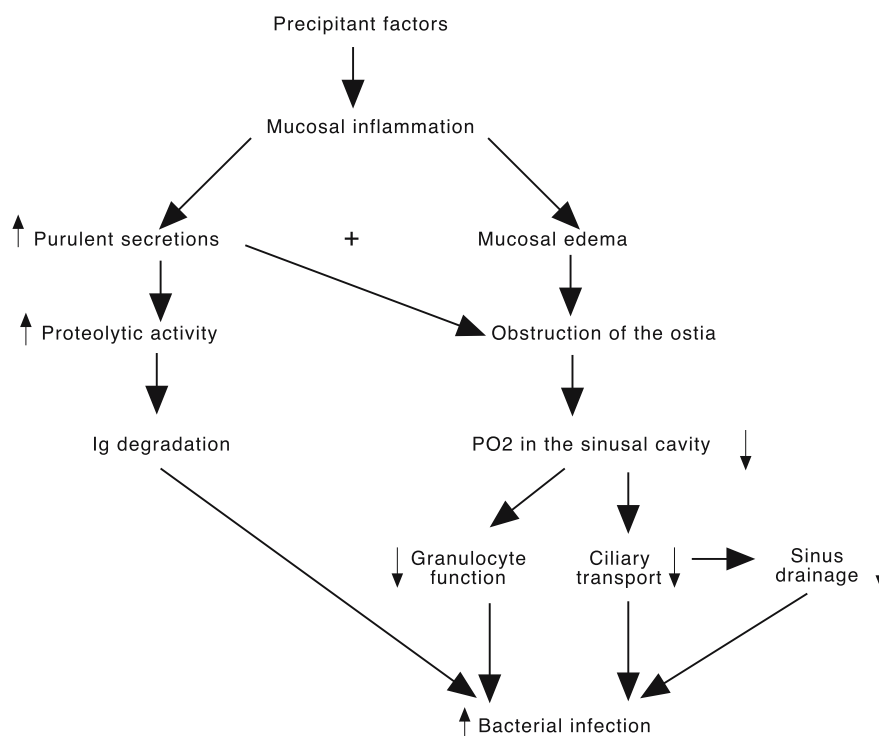 Precipitant factors
Mucosal inflammation
Purulent secretions
+
Mucosal edema
Proteolytic activity
Obstruction of the ostia
Ig degradation
PO2 in the sinusal cavity
Granulocyte
function
Ciliary
transport
Sinus
drainage
Bacterial infection